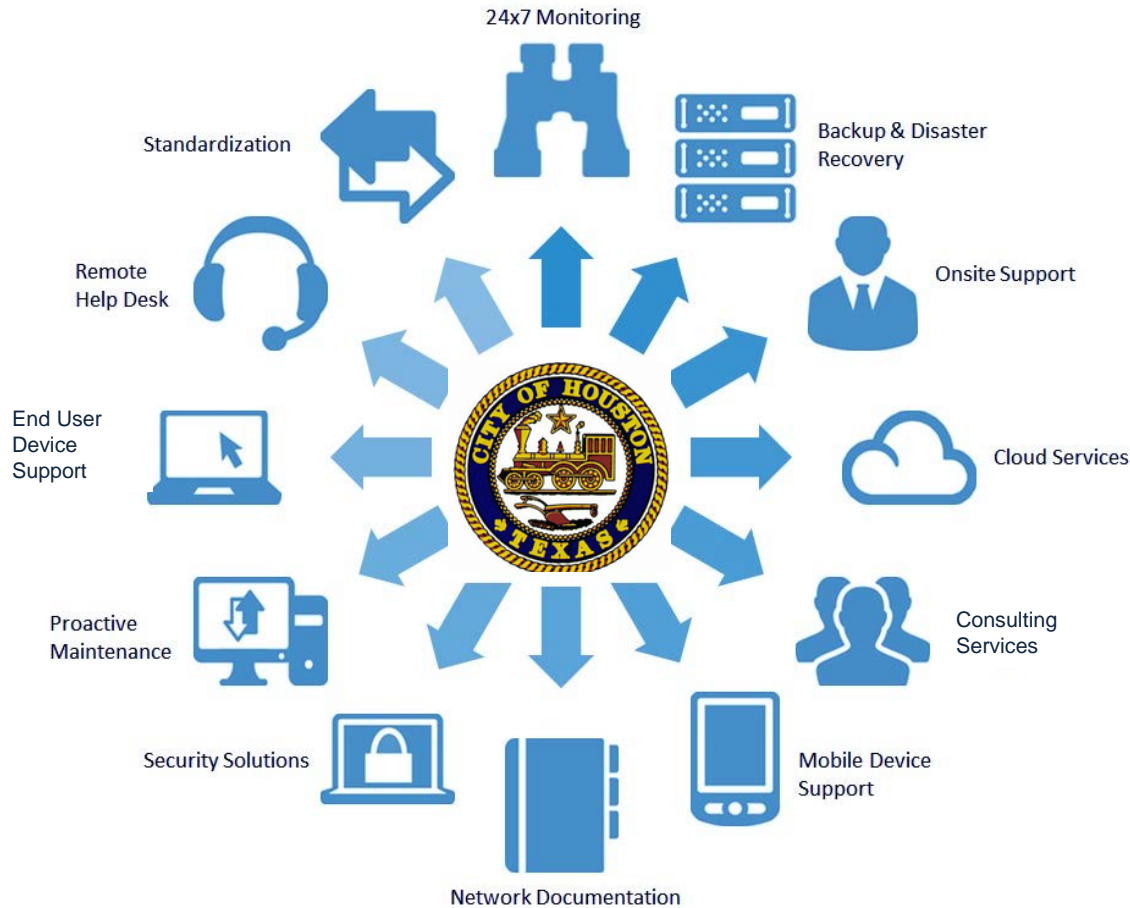 24x7 Monitoring
Backup & Disaster
Recovery
Onsite Support
Cloud Services
Consulting
Services
Mobile Device
Support
Network Documentation
Security Solutions
Proactive
Maintenance
End User
Device
Support
Remote
Help Desk
Standardization
CITY OF HOUSTON
TEXAS